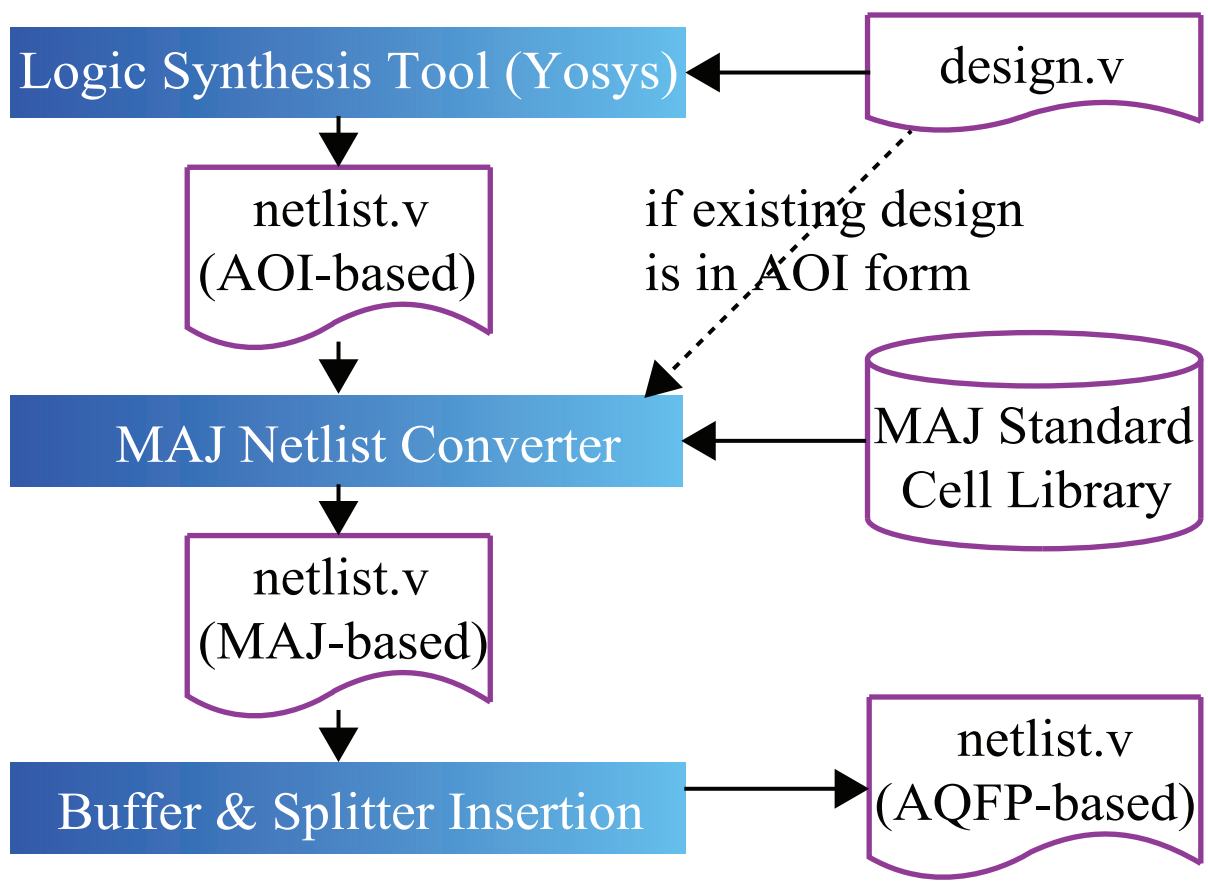 Logic Synthesis Tool (Yosys)
design.v
netlist.v
(AOI-based)
if existing design
is in AOI form
MAJ Netlist Converter
MAJ Standard
Cell Library
netlist.v
(MAJ-based)
Buffer & Splitter Insertion
netlist.v
(AQFP-based)